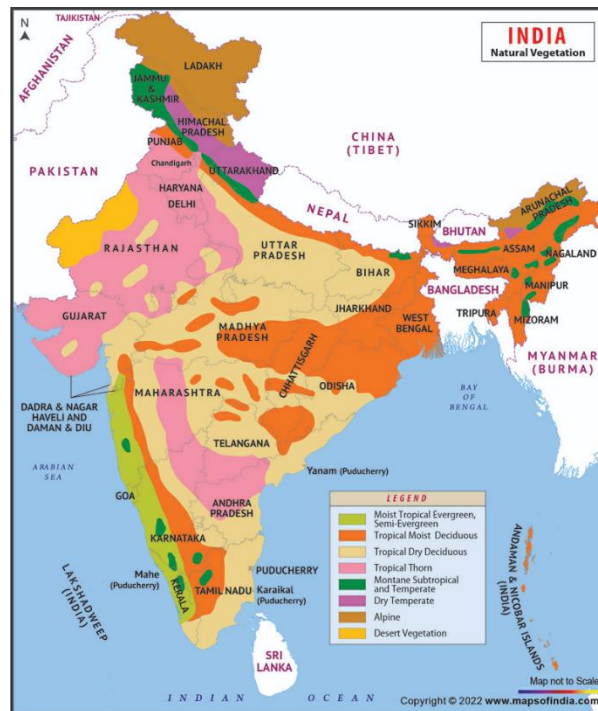 N
INDIA
Natural Vegetation
TAJIKISTAN
AFGHANISTAN
LADAKH
JAMMU
&
KASHMIR
HIMACHAL
PRADESH
PUNJAB
Chandigarh
UTTARAKHAND
CHINA
(TIBET)
PAKISTAN
HARYANA
DELHI
NEPAL
SIKKIM
BHUTAN
ARUNACHAL
PRADESH
RAJASTHAN
UTTAR
PRADESH
BIHAR
ASSAM
NAGALAND
MEGHALAYA
MANIPUR
BANGLADESH
GUJARAT
MADHYA
PRADESH
JHARKHAND
WEST
BENGAL
TRIPURA
MIZORAM
MYANMAR
(BURMA)
CHHATTISGARH
ODISHA
MAHARASHTRA
DADRA & NAGAR
HAVELI AND
DAMAN & DIU
BAY
OF
BENGAL
TELANGANA
ARABIAN
SEA
Yanam (Puducherry)
GOA
ANDHRA
PRADESH
KARNATAKA
LEGEND
Moist Tropical Evergreen,
Semi-Evergreen
Tropical Moist Deciduous
Tropical Dry Deciduous
Tropical Thorn
Montane Subtropical
and Temperate
Dry Temperate
Alpine
Desert Vegetation
Mahe
(Puducherry)
PUDUCHERRY
KERALA
TAMIL NADU
Karaikal
(Puducherry)
LAKSHADWEEP
(INDIA)
ANDAMAN & NICOBAR ISLANDS
(INDIA)
SRI
LANKA
Map not to Scale
INDIAN OCEAN
Copyright © 2022 www.mapsofindia.com